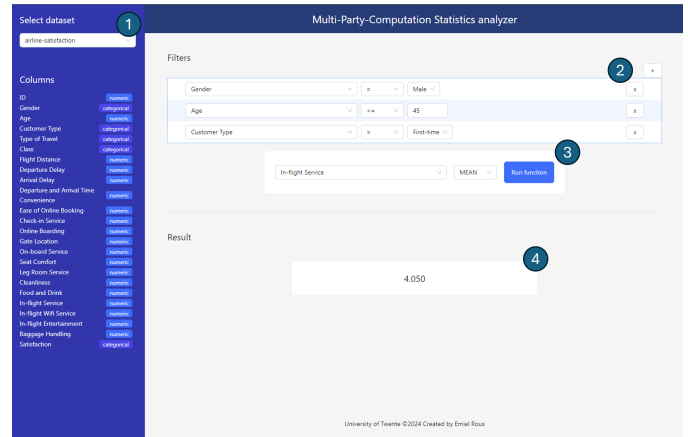 Select dataset
1
Multi-Party-Computation Statistics analyzer
airline-satisfaction
Columns
ID numeric
Gender categorical
Age numeric
Customer Type categorical
Type of Travel categorical
Class categorical
Flight Distance numeric
Departure Delay numeric
Arrival Delay numeric
Departure and Arrival Time
Convenience numeric
Ease of Online Booking numeric
Check-in Service numeric
Online Boarding numeric
Gate Location numeric
On-board Service numeric
Seat Comfort numeric
Leg Room Service numeric
Cleanliness numeric
Food and Drink numeric
In-flight Service numeric
In-flight Wifi Service numeric
In-flight Entertainment numeric
Baggage Handling numeric
Satisfaction categorical
Filters
2
+
Gender = Male x
Age <= 45 x
Customer Type = First-time x
3
In-flight Service MEAN Run function
Result
4
4.050
University of Twente ©2024 Created by Emiel Rous